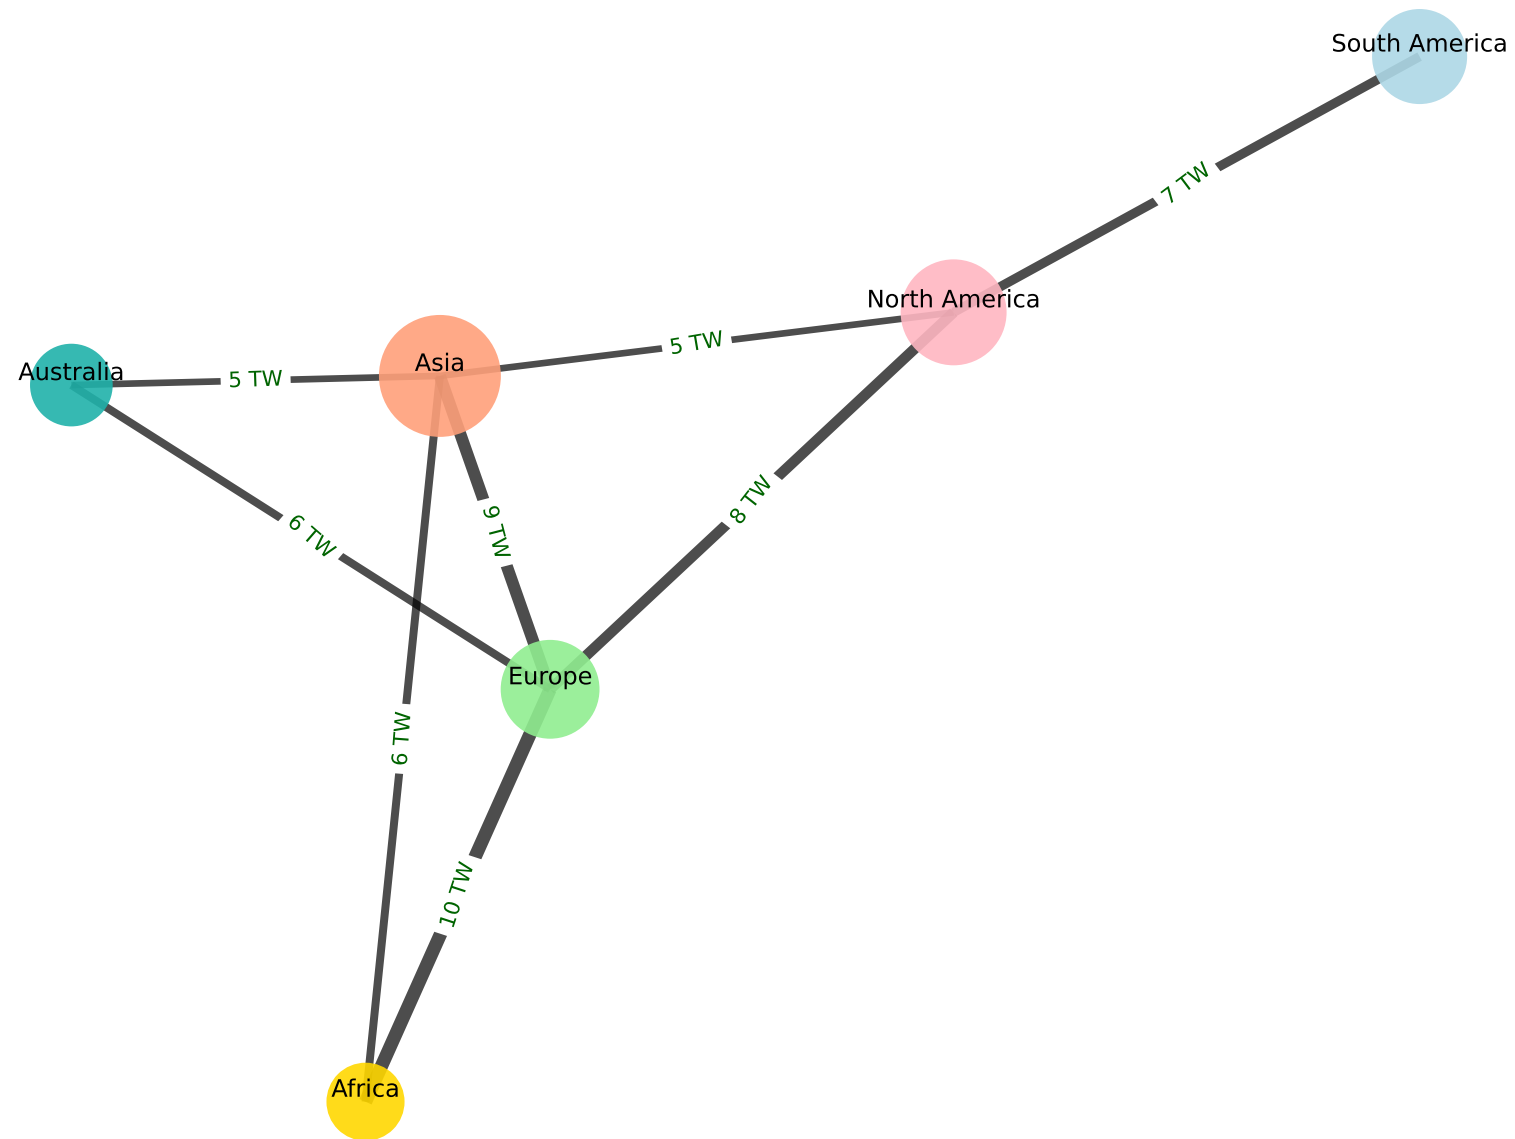 South America
7 TW
North America
5 TW
Asia
Australia
5 TW
8 TW
9 TW
6 TW
Europe
6 TW
10 TW
Africa